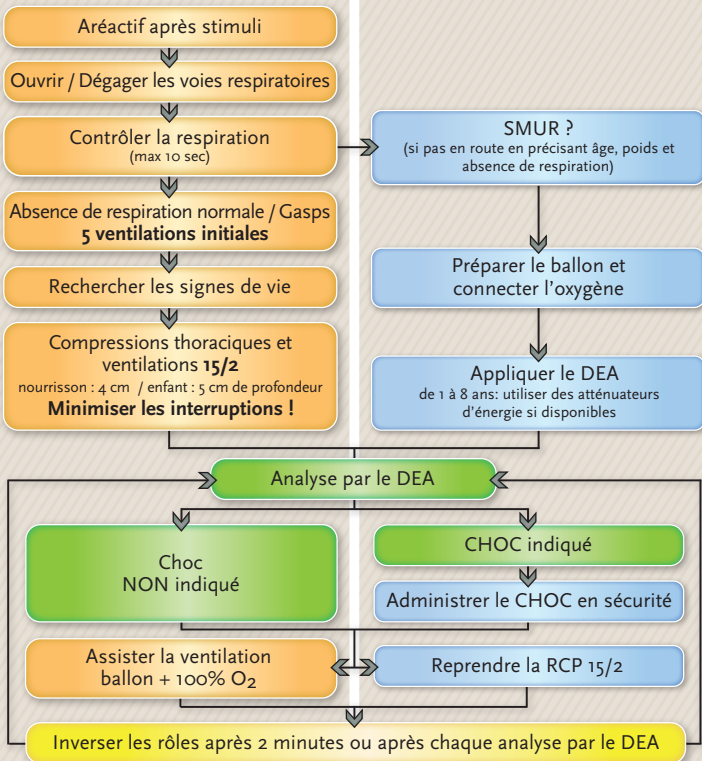 Aréactif après stimuli
Ouvrir / Dégager les voies respiratoires
Contrôler la respiration
(max 10 sec)
SMUR ?
(si pas en route en précisant âge, poids et
absence de respiration)
Absence de respiration normale / Gasps
5 ventilations initiales
Rechercher les signes de vie
Préparer le ballon et
connecter l'oxygène
Compressions thoraciques et
ventilations 15/2
nourrisson : 4 cm / enfant : 5 cm de profondeur
Minimiser les interruptions !
Appliquer le DEA
de 1 à 8 ans: utiliser des atténuateurs
d'énergie si disponibles
Analyse par le DEA
Choc
NON indiqué
CHOC indiqué
Administrer le CHOC en sécurité
Assister la ventilation
ballon + 100% O₂
Reprendre la RCP 15/2
Inverser les rôles après 2 minutes ou après chaque analyse par le DEA